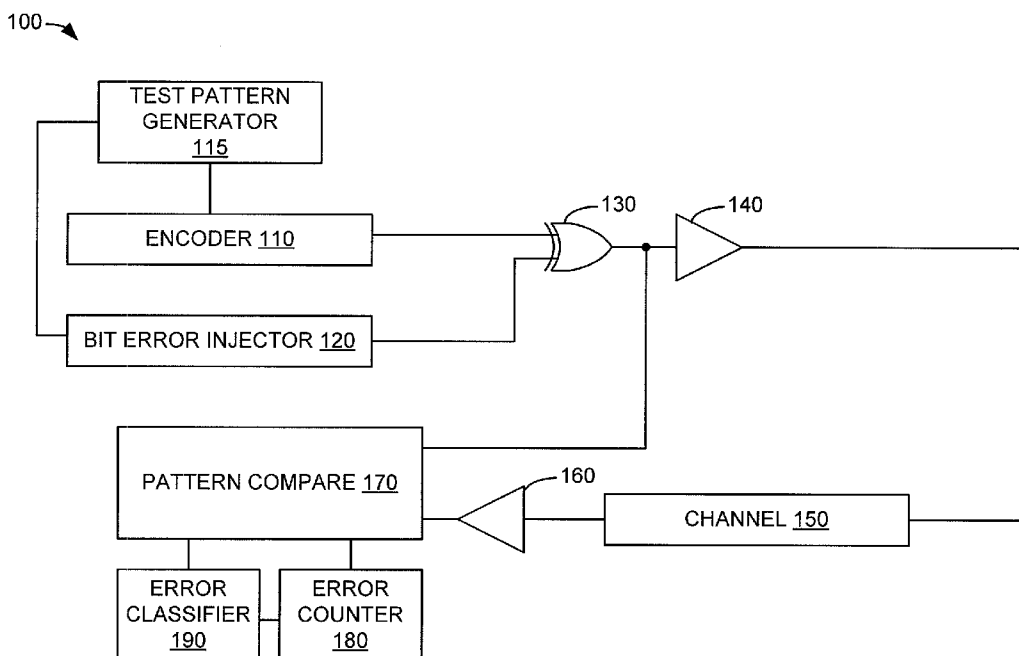 100
TEST PATTERN
GENERATOR
115
ENCODER 110
130
140
BIT ERROR INJECTOR 120
PATTERN COMPARE 170
160
CHANNEL 150
ERROR
CLASSIFIER
190
ERROR
COUNTER
180